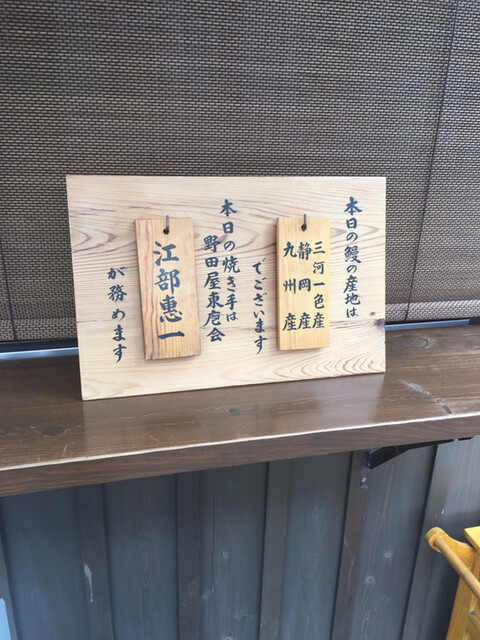 本日の鰻の産地は
三河一色産
静岡産
九州産
でございます
本日の焼き手は
野田屋東庖会
江部惠一
が務めます